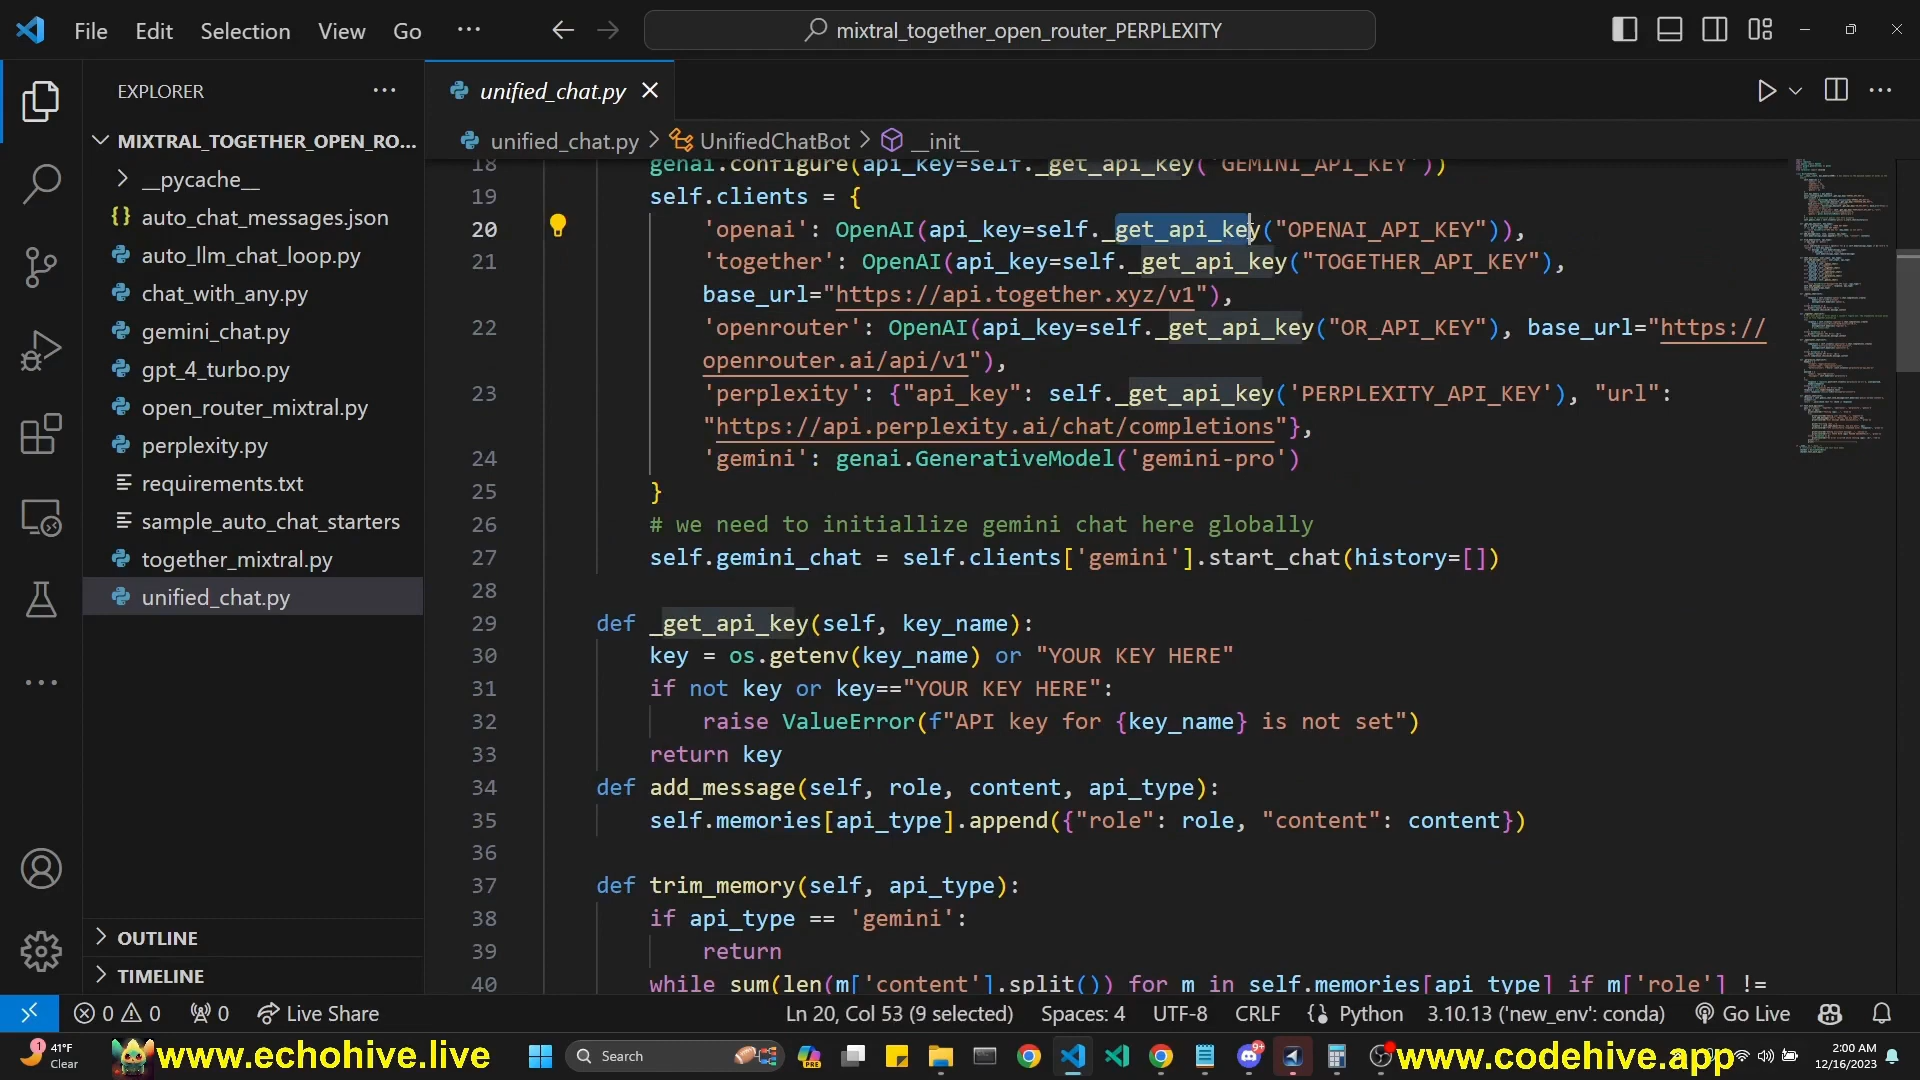 File Edit Selection View Go ··· mixtral_together_open_router_PERPLEXITY
EXPLORER
MIXTRAL_TOGETHER_OPEN_RO...
__pycache__
auto_chat_messages.json
auto_llm_chat_loop.py
chat_with_any.py
gemini_chat.py
gpt_4_turbo.py
open_router_mixtral.py
perplexity.py
requirements.txt
sample_auto_chat_starters
together_mixtral.py
unified_chat.py
OUTLINE
TIMELINE
unified_chat.py
unified_chat.py > UnifiedChatBot > __init__
18 genai.configure(api_key=self._get_api_key('GEMINI_API_KEY'))
19 self.clients = {
20 'openai': OpenAI(api_key=self._get_api_key("OPENAI_API_KEY")),
21 'together': OpenAI(api_key=self._get_api_key("TOGETHER_API_KEY"),
base_url="https://api.together.xyz/v1"),
22 'openrouter': OpenAI(api_key=self._get_api_key("OR_API_KEY"), base_url="https://
openrouter.ai/api/v1"),
23 'perplexity': {"api_key": self._get_api_key('PERPLEXITY_API_KEY'), "url":
"https://api.perplexity.ai/chat/completions"},
24 'gemini': genai.GenerativeModel('gemini-pro')
25 }
26 # we need to initiallize gemini chat here globally
27 self.gemini_chat = self.clients['gemini'].start_chat(history=[])
28
29 def _get_api_key(self, key_name):
30 key = os.getenv(key_name) or "YOUR KEY HERE"
31 if not key or key=="YOUR KEY HERE":
32 raise ValueError(f"API key for {key_name} is not set")
33 return key
34 def add_message(self, role, content, api_type):
35 self.memories[api_type].append({"role": role, "content": content})
36
37 def trim_memory(self, api_type):
38 if api_type == 'gemini':
39 return
40 while sum(len(m['content'].split()) for m in self.memories[api_type] if m['role'] !=
0 0 0 Live Share Ln 20, Col 53 (9 selected) Spaces: 4 UTF-8 CRLF {} Python 3.10.13 ('new_env': conda) Go Live
1 41°F
Clear
www.echohive.live Search PRE 9+ www.codehive.app
2:00 AM
12/16/2023